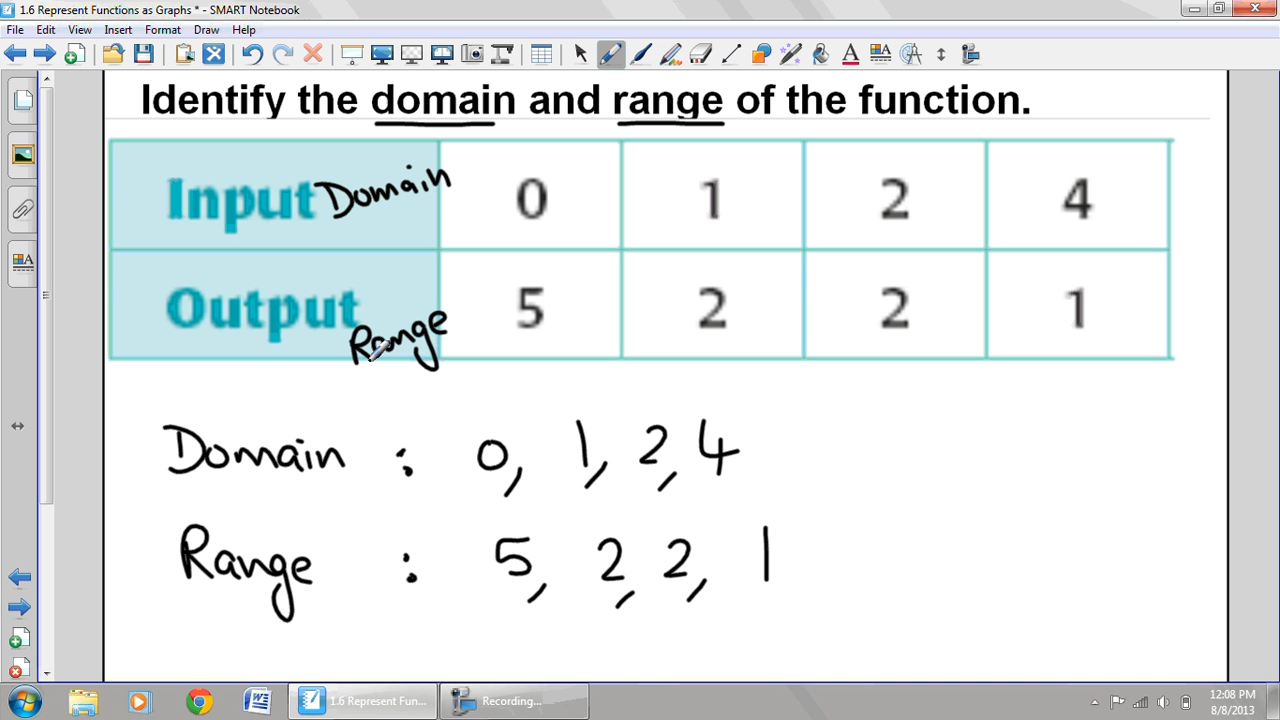 1.6 Represent Functions as Graphs * - SMART Notebook
File Edit View Insert Format Draw Help
Identify the domain and range of the function.
Input Domain 0 1 2 4
Output Range 5 2 2 1
Domain : 0, 1, 2, 4
Range : 5, 2, 2, 1
1.6 Represent Fun... Recording... 12:08 PM
8/8/2013